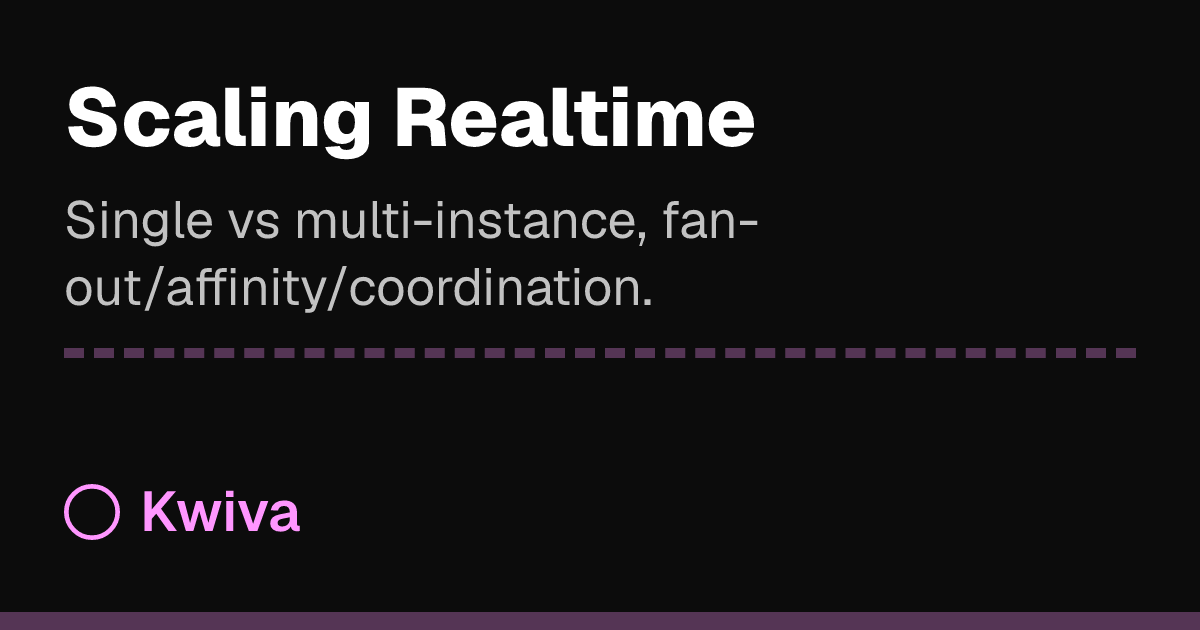 Scaling Realtime
Single vs multi-instance, fan-
out/affinity/coordination.
Kwiva